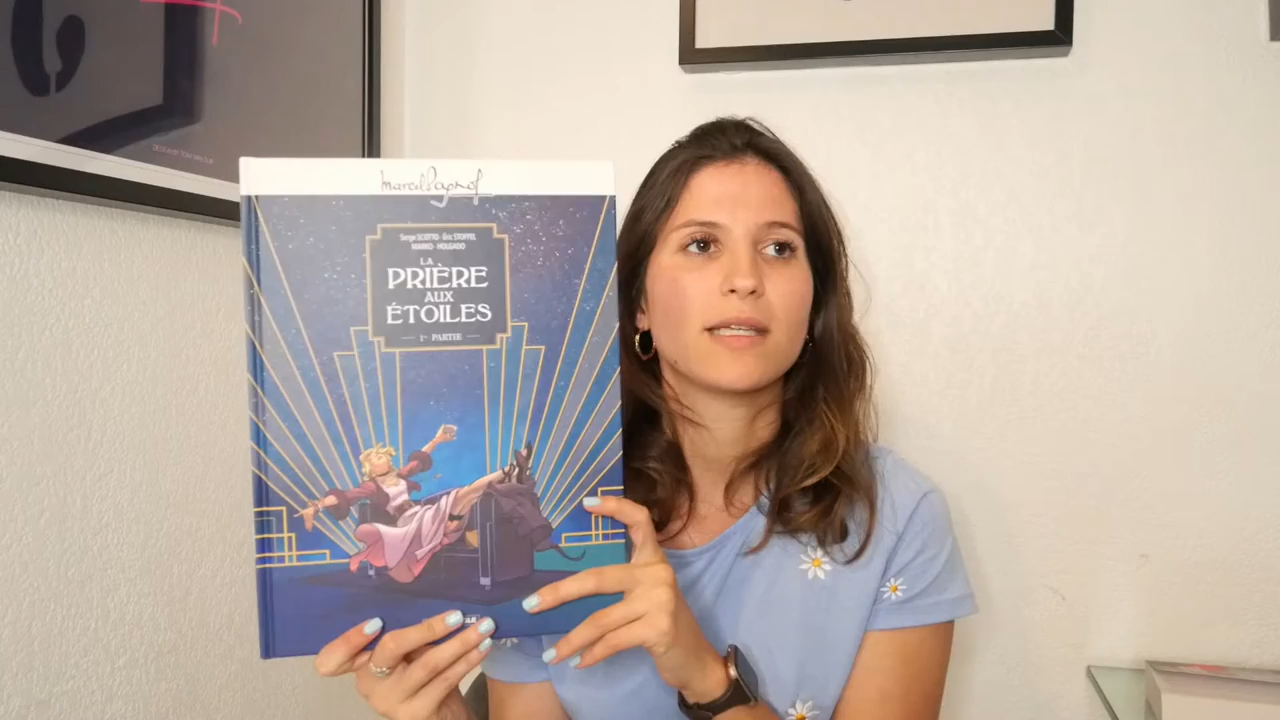 marcel Pagnol
Serge SCOTTO - Éric STOFFEL
MARKO - HOLGADO
LA
PRIÈRE
AUX
ÉTOILES
1re PARTIE